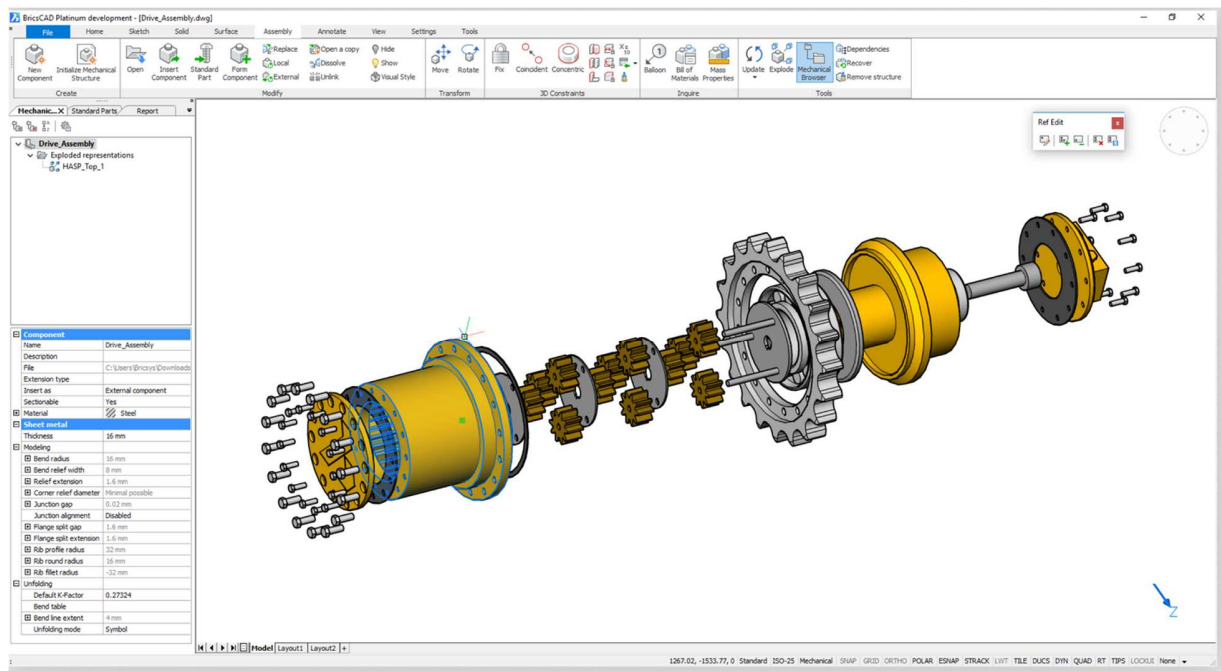 BricsCAD Platinum development - [Drive_Assembly.dwg]
File Home Sketch Solid Surface Assembly Annotate View Settings Tools
New Component
Initialize Mechanical Structure
Create
Open
Insert Component
Standard Part
Form Component
Replace
Local
External
Open a copy
Dissolve
Unlink
Hide
Show
Visual Style
Modify
Move
Rotate
Transform
Fix
Coincident
Concentric
3D Constraints
Balloon
Bill of Materials
Mass Properties
Inquire
Update
Explode
Mechanical Browser
Dependencies
Recover
Remove structure
Tools
Mechanic... X Standard Parts Report
Drive_Assembly
Exploded representations
HASP_Top_1
Ref Edit
Component
Name Drive_Assembly
Description
File C:\Users\Bricsys\Downloads
Extension type
Insert as External component
Sectionable Yes
Material Steel
Sheet metal
Thickness 16 mm
Modeling
Bend radius 16 mm
Bend relief width 8 mm
Relief extension 1.6 mm
Corner relief diameter Minimal possible
Junction gap 0.02 mm
Junction alignment Disabled
Flange split gap 1.6 mm
Flange split extension 1.6 mm
Rib profile radius 32 mm
Rib round radius 16 mm
Rib fillet radius -32 mm
Unfolding
Default K-Factor 0.27324
Bend table
Bend line extent 4 mm
Unfolding mode Symbol
Z
Model Layout1 Layout2 +
1267.02, -1533.77, 0 Standard ISO-25 Mechanical SNAP GRID ORTHO POLAR ESNAP STRACK LWT TILE DUCS DYN QUAD RT TIPS LOCKUI None